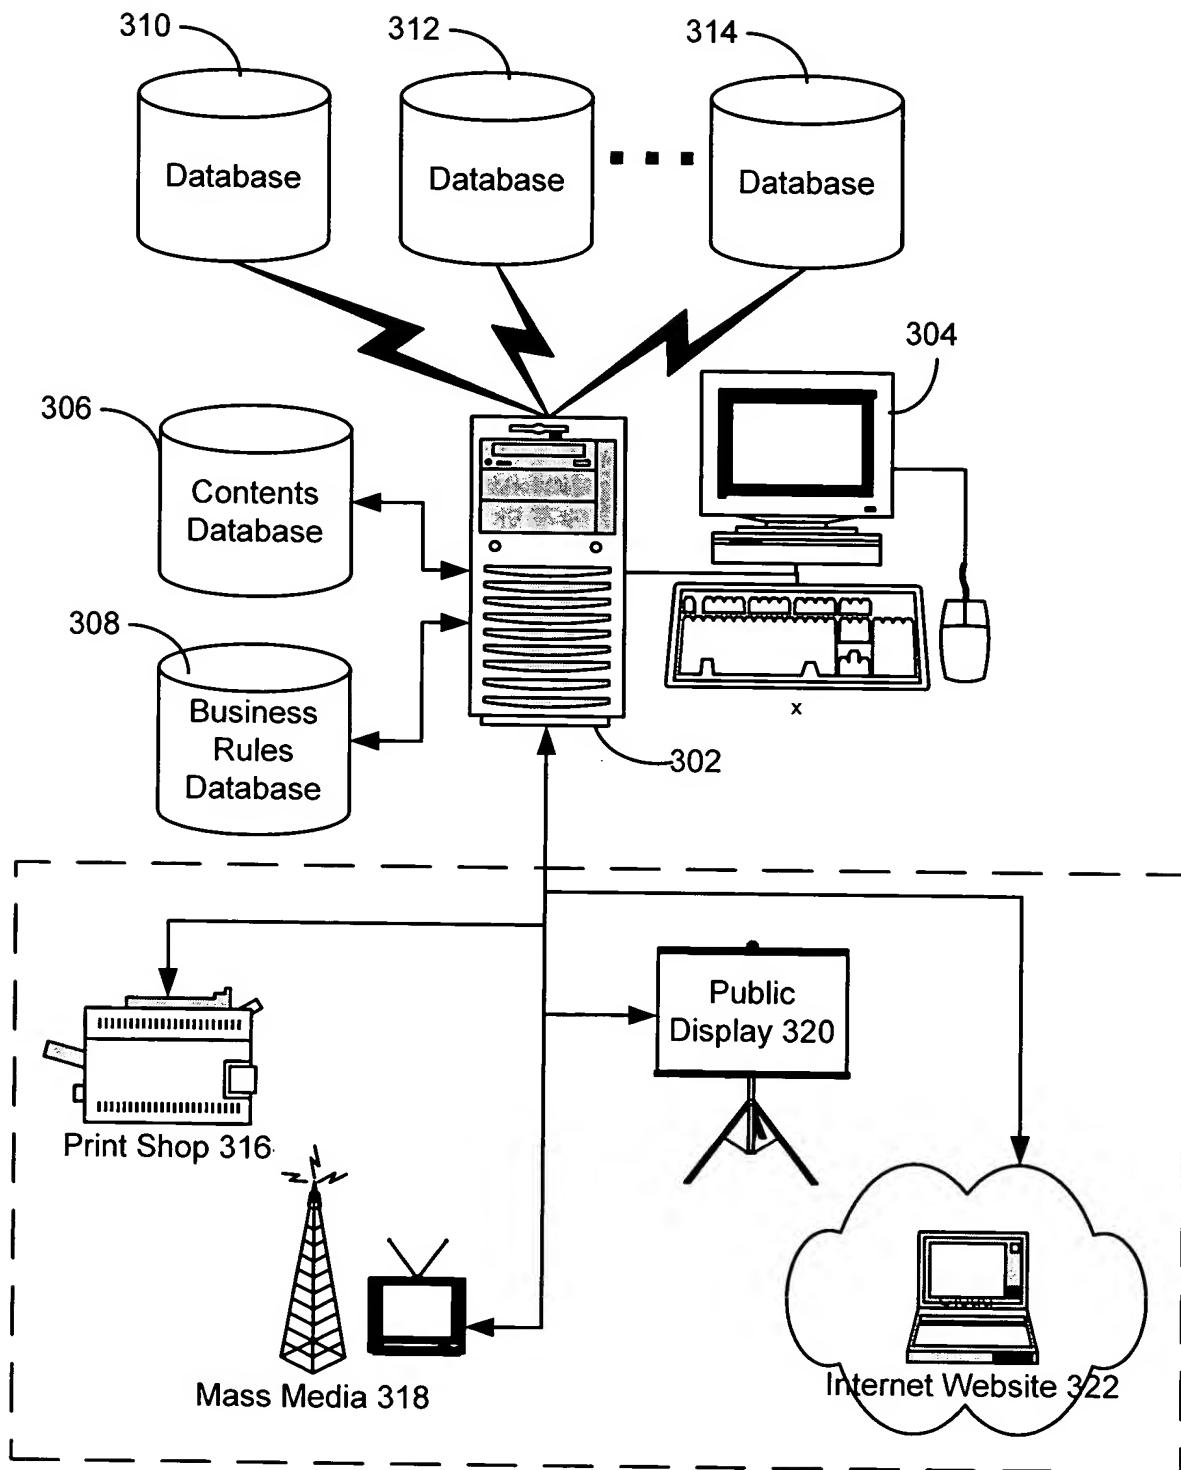 310
312
314
Database
Database
Database
304
306
Contents
Database
308
Business
Rules
Database
x
302
Public
Display 320
Print Shop 316
Mass Media 318
Internet Website 322